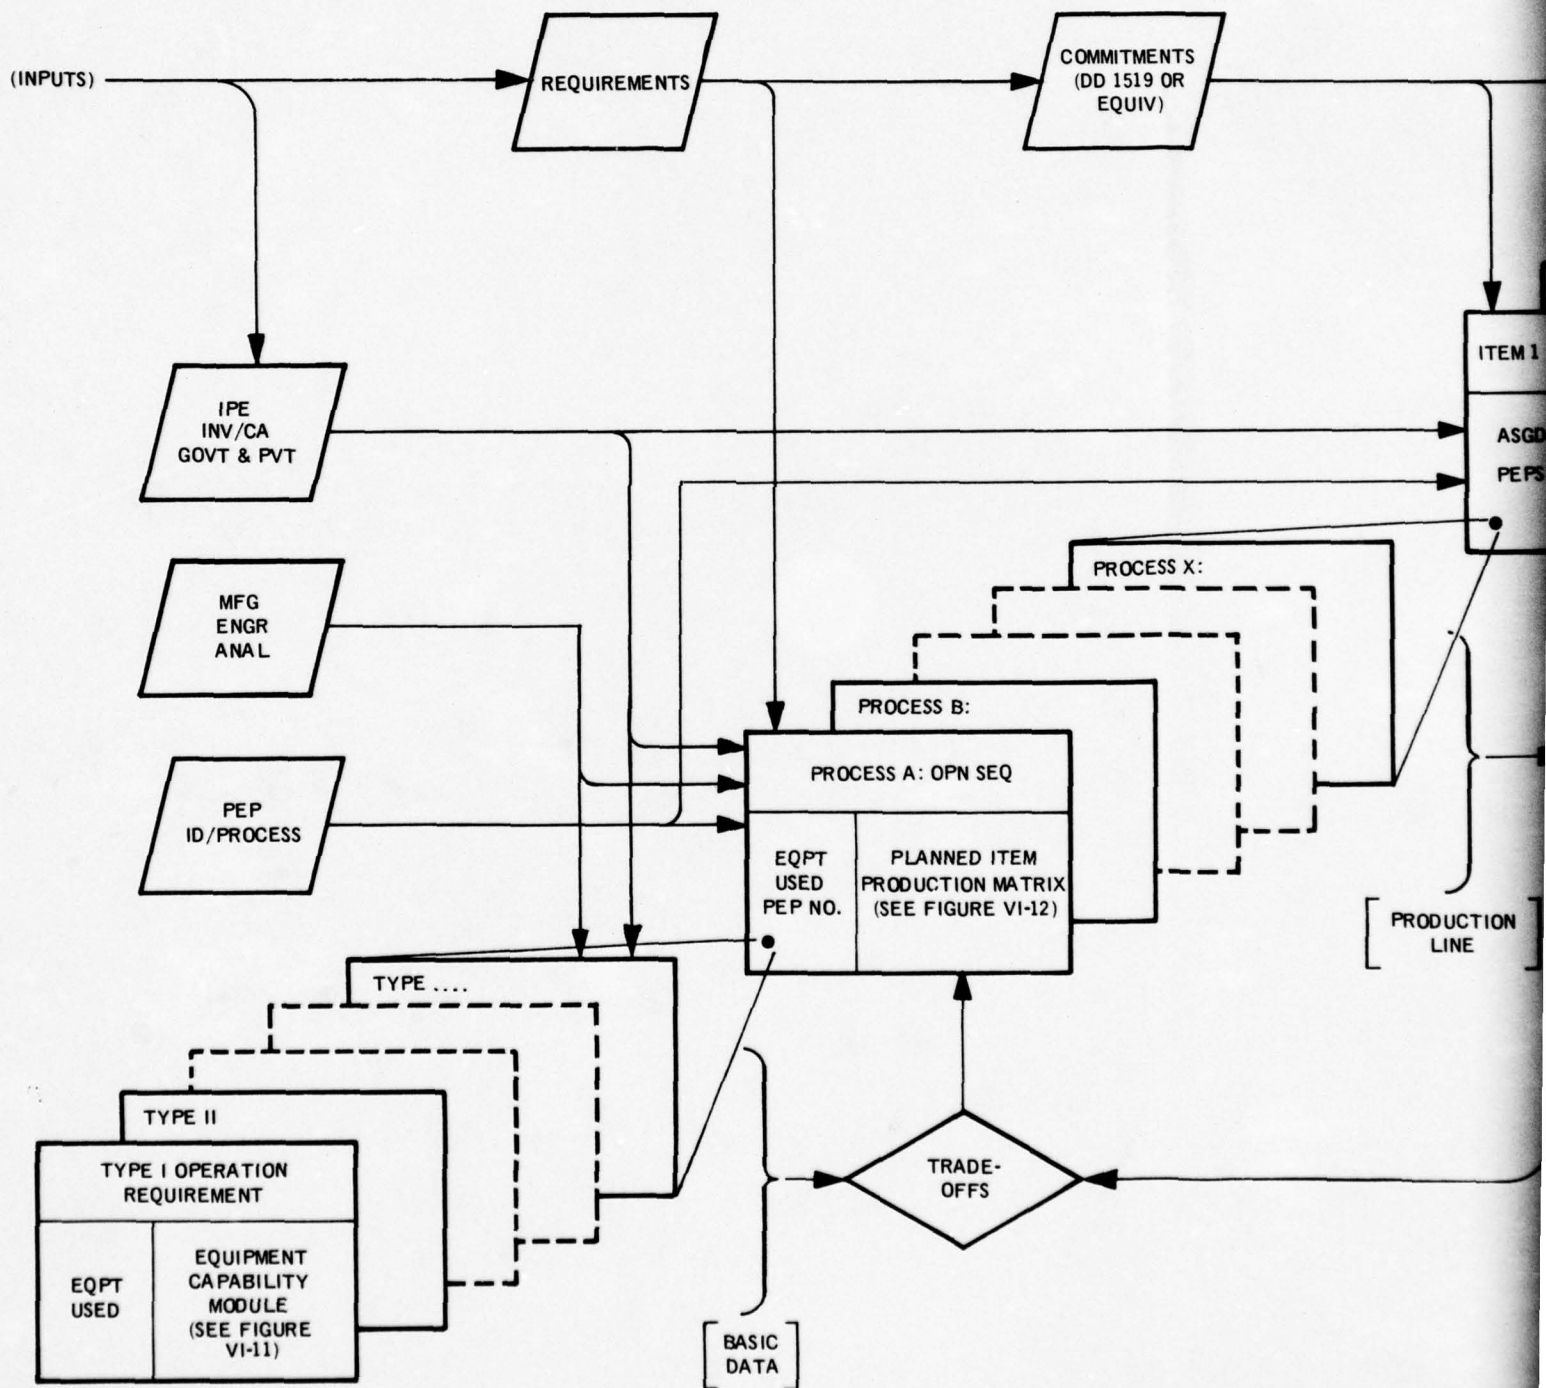 (INPUTS)
REQUIREMENTS
COMMITMENTS
(DD 1519 OR
EQUIV)
ITEM 1
ASGD
PEPS
IPE
INV/CA
GOVT & PVT
MFG
ENGR
ANAL
PEP
ID/PROCESS
PROCESS X:
PROCESS B:
PROCESS A: OPN SEQ
EQPT
USED
PEP NO.
PLANNED ITEM
PRODUCTION MATRIX
(SEE FIGURE VI-12)
[PRODUCTION
LINE]
TYPE ....
TYPE II
TYPE I OPERATION
REQUIREMENT
EQPT
USED
EQUIPMENT
CAPABILITY
MODULE
(SEE FIGURE
VI-11)
TRADE-
OFFS
[BASIC
DATA]